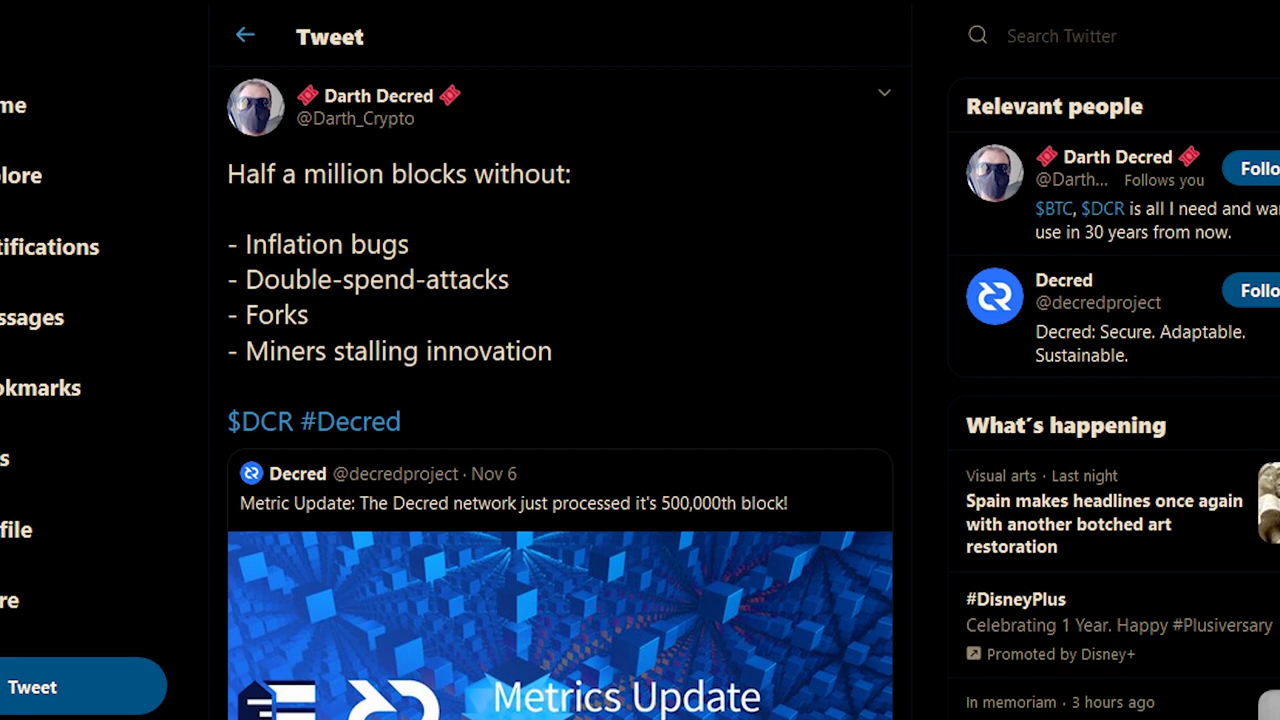 Tweet
Search Twitter
me
Darth Decred
@Darth_Crypto
Half a million blocks without:
- Inflation bugs
- Double-spend-attacks
- Forks
- Miners stalling innovation
$DCR #Decred
Decred @decredproject · Nov 6
Metric Update: The Decred network just processed it's 500,000th block!
Metrics Update
plore
tifications
ssages
okmarks
s
file
re
Tweet
Relevant people
Darth Decred
@Darth... Follows you
Follo
$BTC, $DCR is all I need and wan
use in 30 years from now.
Decred
@decredproject
Follo
Decred: Secure. Adaptable.
Sustainable.
What´s happening
Visual arts · Last night
Spain makes headlines once again
with another botched art
restoration
#DisneyPlus
Celebrating 1 Year. Happy #Plusiversary
Promoted by Disney+
In memoriam · 3 hours ago